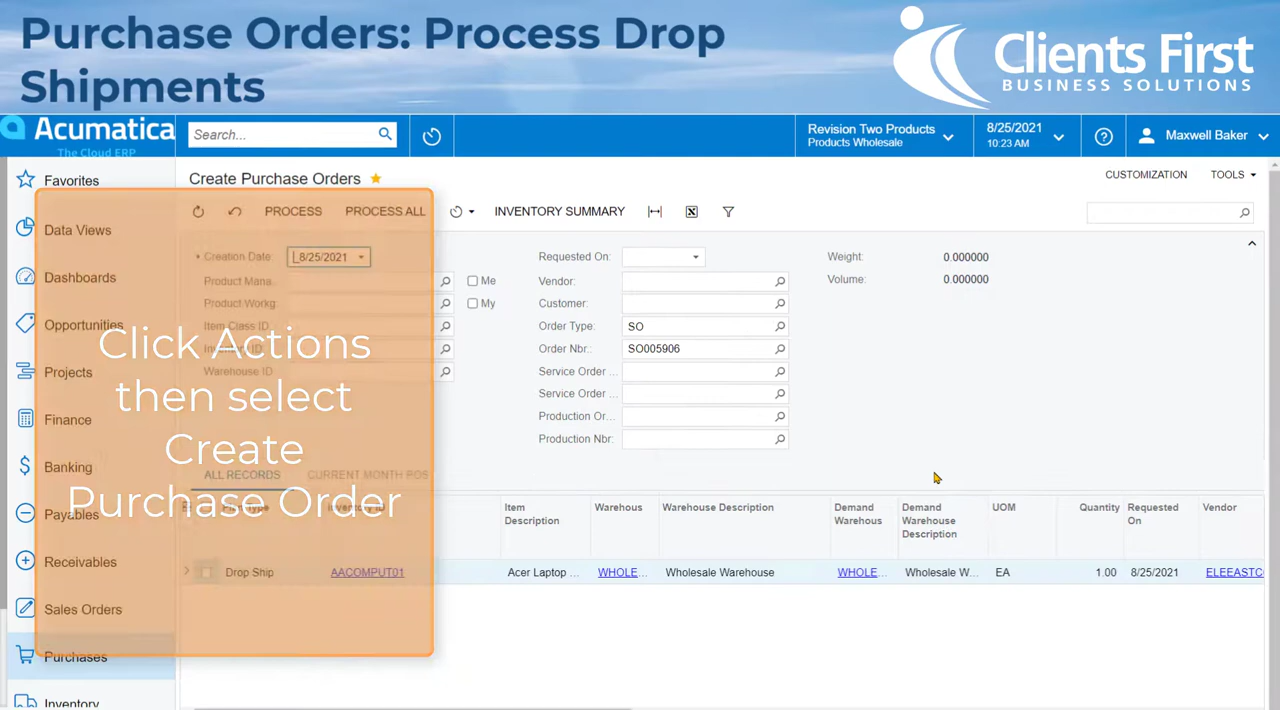 Purchase Orders: Process Drop
Shipments
Clients First
BUSINESS SOLUTIONS
Acumatica
The Cloud ERP
Search...
Revision Two Products
Products Wholesale
8/25/2021
10:23 AM
Maxwell Baker
Favorites
Data Views
Dashboards
Opportunities
Projects
Finance
Banking
Payables
Receivables
Sales Orders
Purchases
Inventory
Create Purchase Orders
CUSTOMIZATION TOOLS
PROCESS PROCESS ALL INVENTORY SUMMARY
Creation Date: 8/25/2021 Requested On: Weight: 0.000000
Product Mana.. Me Vendor: Volume: 0.000000
Product Workg.. My Customer:
Item Class ID: Order Type: SO
Inventory ID: Order Nbr.: SO005906
Warehouse ID Service Order ...
Service Order ...
Production Or...
Production Nbr:
Click Actions
then select
Create
Purchase Order
ALL RECORDS CURRENT MONTH POS
Plan Type Inventory ID Item Description Warehous Warehouse Description Demand Warehous Demand Warehouse Description UOM Quantity Requested On Vendor
Drop Ship AACOMPUT01 Acer Laptop ... WHOLE... Wholesale Warehouse WHOLE... Wholesale W... EA 1.00 8/25/2021 ELEEASTC